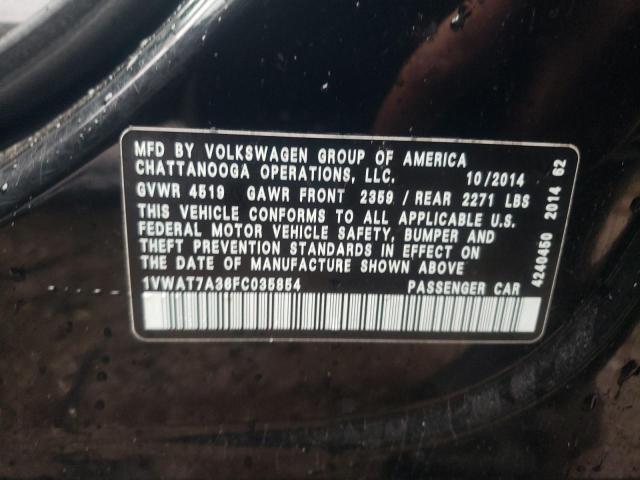 MFD BY VOLKSWAGEN GROUP OF AMERICA
CHATTANOOGA OPERATIONS, LLC. 10/2014
GVWR 4519 GAWR FRONT 2359 / REAR 2271 LBS
THIS VEHICLE CONFORMS TO ALL APPLICABLE U.S.
FEDERAL MOTOR VEHICLE SAFETY, BUMPER AND
THEFT PREVENTION STANDARDS IN EFFECT ON
THE DATE OF MANUFACTURE SHOWN ABOVE
1VWAT7A36FC035854 PASSENGER CAR
4240450 2014 62